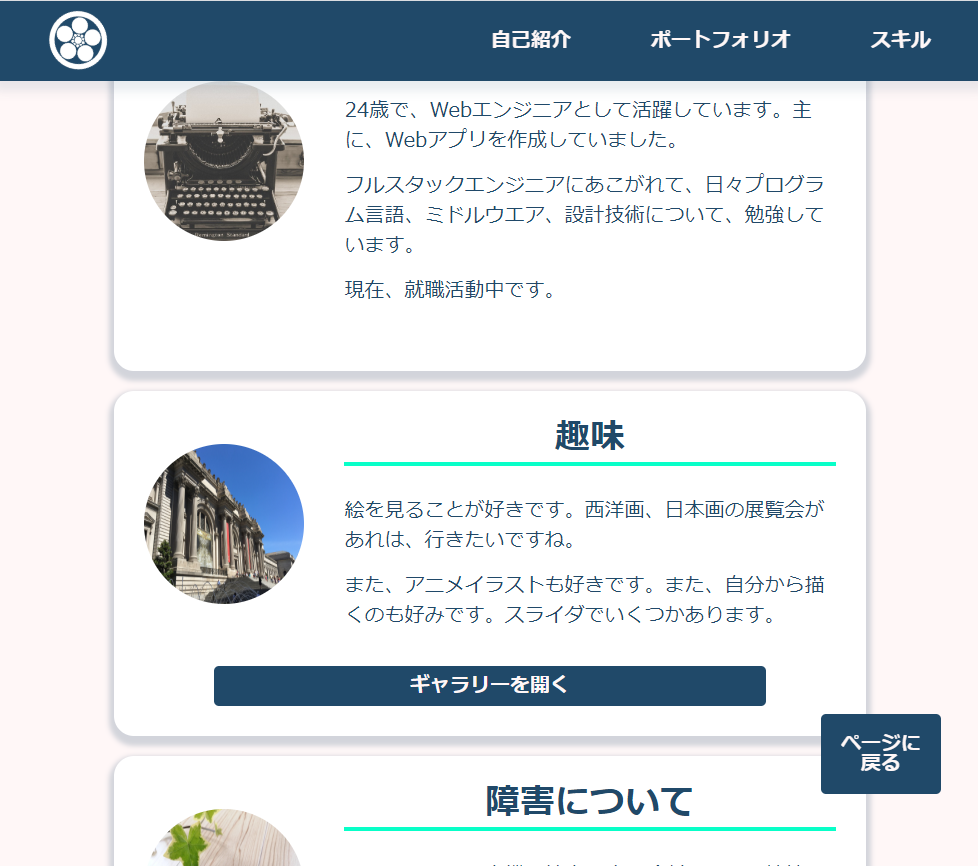 自己紹介 ポートフォリオ スキル
24歳で、Webエンジニアとして活躍しています。主
に、Webアプリを作成していました。
フルスタックエンジニアにあこがれて、日々プログラ
ム言語、ミドルウエア、設計技術について、勉強して
います。
現在、就職活動中です。
趣味
絵を見ることが好きです。西洋画、日本画の展覧会が
あれは、行きたいですね。
また、アニメイラストも好きです。また、自分から描
くのも好みです。スライダでいくつかあります。
ギャラリーを開く
ページに
戻る
障害について